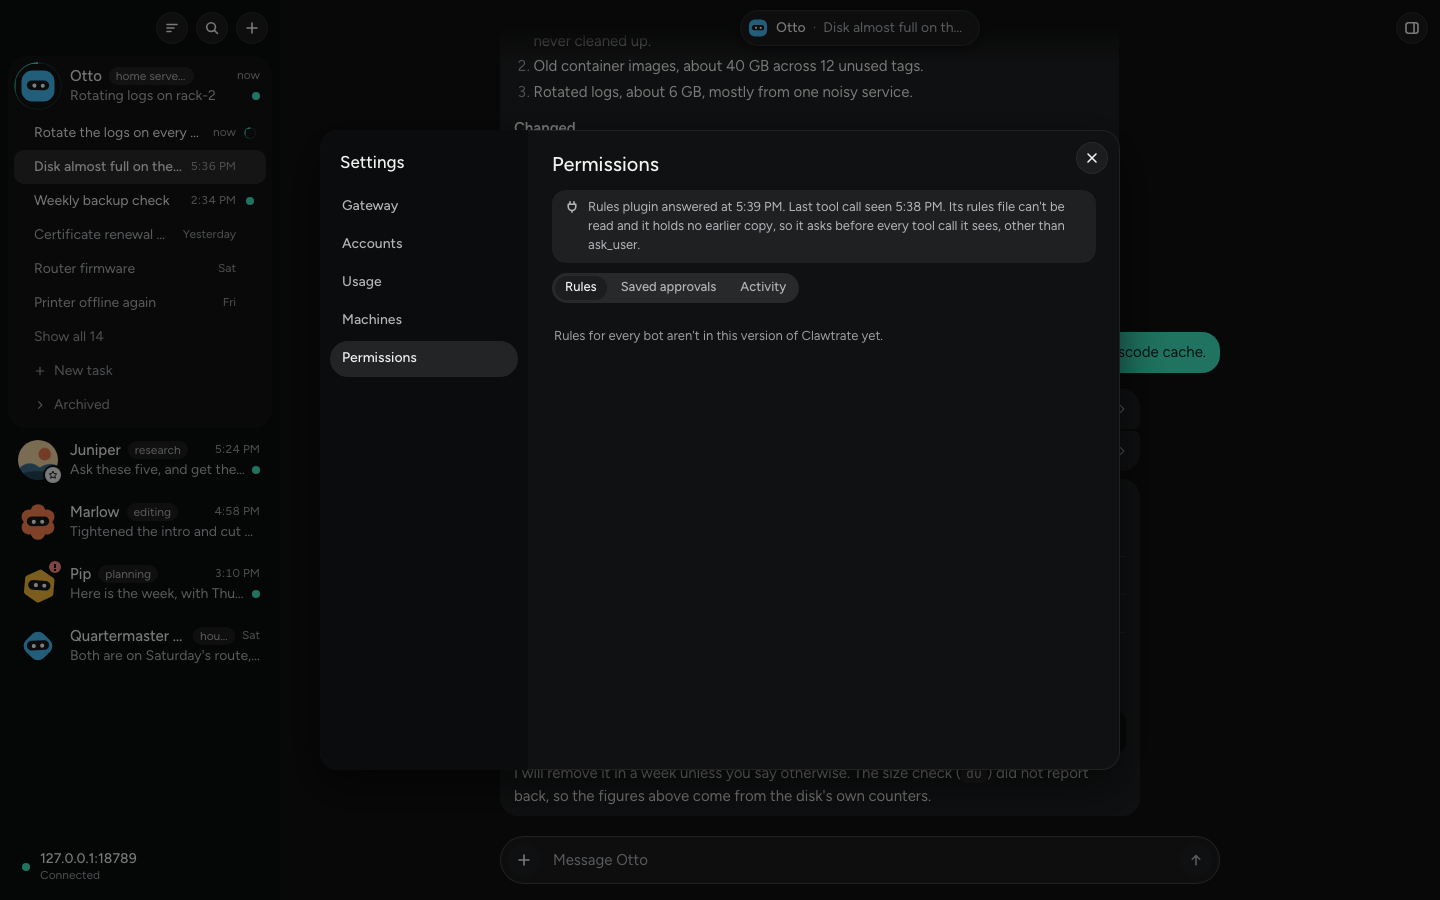 Otto · Disk almost full on th...
Otto home serve... now
Rotating logs on rack-2
Rotate the logs on every ... now
Disk almost full on the... 5:36 PM
Weekly backup check 2:34 PM
Certificate renewal ... Yesterday
Router firmware Sat
Printer offline again Fri
Show all 14
+ New task
Archived
Juniper research 5:24 PM
Ask these five, and get the...
Marlow editing 4:58 PM
Tightened the intro and cut ...
Pip planning 3:10 PM
Here is the week, with Thu...
Quartermaster ... hou... Sat
Both are on Saturday's route,...
127.0.0.1:18789
Connected
never cleaned up.
2. Old container images, about 40 GB across 12 unused tags.
3. Rotated logs, about 6 GB, mostly from one noisy service.
Changed
Settings
Gateway
Accounts
Usage
Machines
Permissions
Permissions
Rules plugin answered at 5:39 PM. Last tool call seen 5:38 PM. Its rules file can't be
read and it holds no earlier copy, so it asks before every tool call it sees, other than
ask_user.
Rules Saved approvals Activity
Rules for every bot aren't in this version of Clawtrate yet.
scode cache.
I will remove it in a week unless you say otherwise. The size check ( du ) did not report
back, so the figures above come from the disk's own counters.
Message Otto